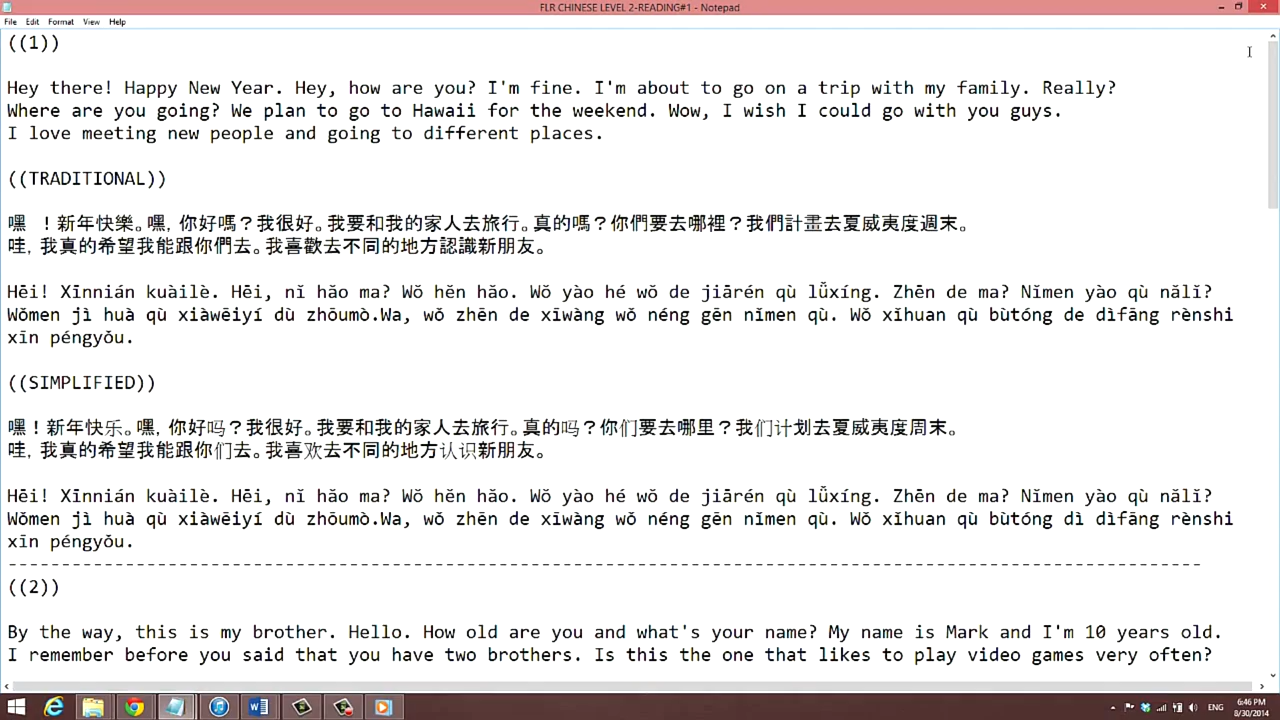 FLR CHINESE LEVEL 2-READING#1 - Notepad
File Edit Format View Help
((1))
Hey there! Happy New Year. Hey, how are you? I'm fine. I'm about to go on a trip with my family. Really?
Where are you going? We plan to go to Hawaii for the weekend. Wow, I wish I could go with you guys.
I love meeting new people and going to different places.
((TRADITIONAL))
嘿 ！新年快樂。嘿，你好嗎？我很好。我要和我的家人去旅行。真的嗎？你們要去哪裡？我們計畫去夏威夷度週末。
哇，我真的希望我能跟你們去。我喜歡去不同的地方認識新朋友。
Hēi! Xīnnián kuàilè. Hēi, nǐ hǎo ma? Wǒ hěn hǎo. Wǒ yào hé wǒ de jiārén qù lǚxíng. Zhēn de ma? Nǐmen yào qù nǎlǐ?
Wǒmen jì huà qù xiàwēiyí dù zhōumò.Wa, wǒ zhēn de xīwàng wǒ néng gēn nǐmen qù. Wǒ xǐhuan qù bùtóng de dìfāng rènshi
xīn péngyǒu.
((SIMPLIFIED))
嘿！新年快乐。嘿，你好吗？我很好。我要和我的家人去旅行。真的吗？你们要去哪里？我们计划去夏威夷度周末。
哇，我真的希望我能跟你们去。我喜欢去不同的地方认识新朋友。
Hēi! Xīnnián kuàilè. Hēi, nǐ hǎo ma? Wǒ hěn hǎo. Wǒ yào hé wǒ de jiārén qù lǚxíng. Zhēn de ma? Nǐmen yào qù nǎlǐ?
Wǒmen jì huà qù xiàwēiyí dù zhōumò.Wa, wǒ zhēn de xīwàng wǒ néng gēn nǐmen qù. Wǒ xǐhuan qù bùtóng dì dìfāng rènshi
xīn péngyǒu.
---------------------------------------------------------------------------------------------------------------
((2))
By the way, this is my brother. Hello. How old are you and what's your name? My name is Mark and I'm 10 years old.
I remember before you said that you have two brothers. Is this the one that likes to play video games very often?
ENG
6:46 PM
8/30/2014